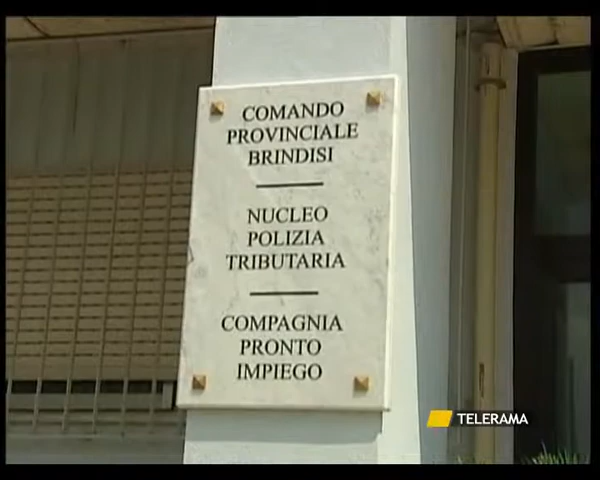 COMANDO
PROVINCIALE
BRINDISI
NUCLEO
POLIZIA
TRIBUTARIA
COMPAGNIA
PRONTO
IMPIEGO
TELERAMA